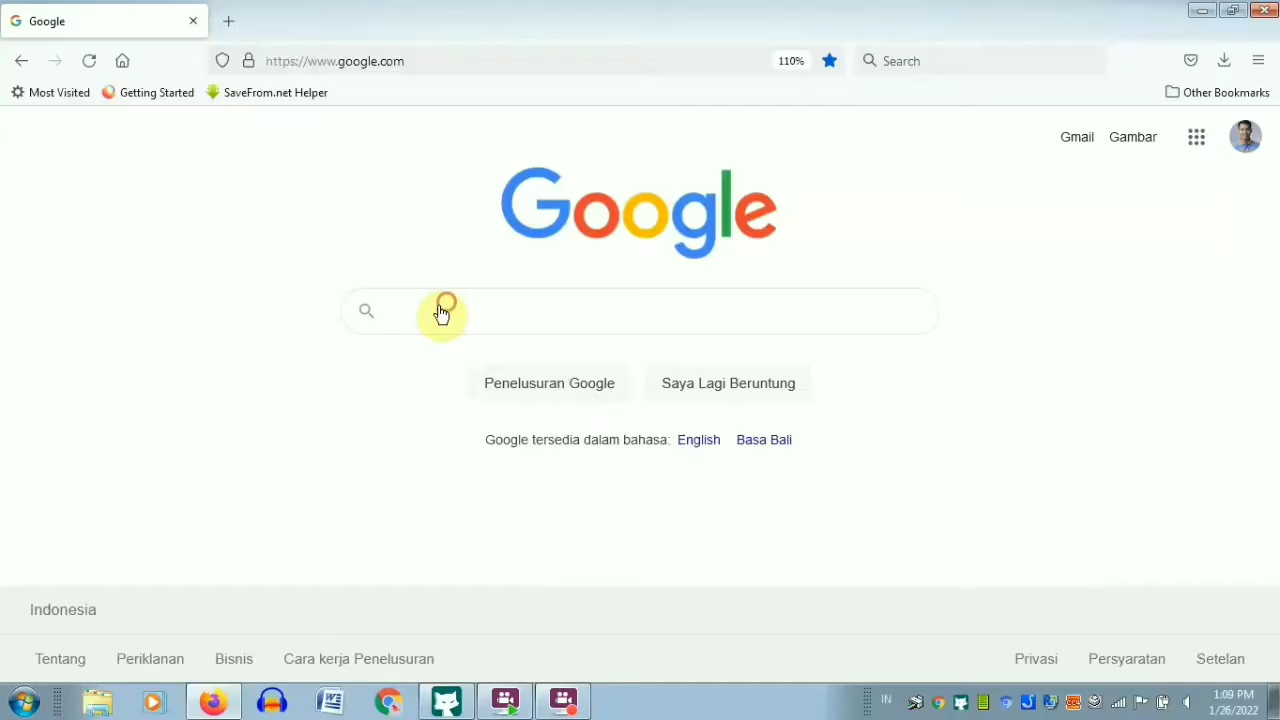 Google
https://www.google.com
110%
Search
Most Visited
Getting Started
SaveFrom.net Helper
Other Bookmarks
Gmail
Gambar
Google
Penelusuran Google
Saya Lagi Beruntung
Google tersedia dalam bahasa: English Basa Bali
Indonesia
Tentang
Periklanan
Bisnis
Cara kerja Penelusuran
Privasi
Persyaratan
Setelan
IN
1:09 PM
1/26/2022